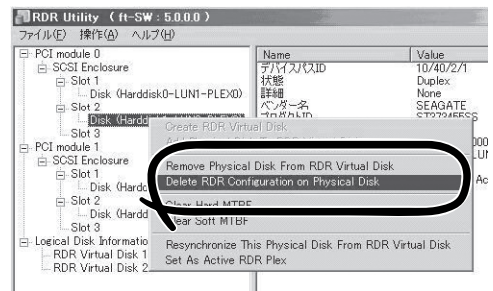 RDR Utility ( ft-SW : 5.0.0.0 )
ファイル(F) 操作(A) ヘルプ(H)
PCI module 0
SCSI Enclosure
Slot 1
Disk (Harddisk0-LUN1-PLEX0)
Slot 2
Disk (Hard
Slot 3
PCI module 1
SCSI Enclosure
Slot 1
Disk (Hard
Slot 2
Disk (Hard
Slot 3
Logical Disk Informatio
RDR Virtual Disk 1
RDR Virtual Disk 2
Name Value
デバイスパスID 10/40/2/1
状態 Duplex
詳細 None
ベンダー名 SEAGATE
Create RDR Virtual Disk
Remove Physical Disk From RDR Virtual Disk
Delete RDR Configuration on Physical Disk
Clear Hard MTBF
Clear Soft MTBF
Resynchronize This Physical Disk From RDR Virtual Disk
Set As Active RDR Plex